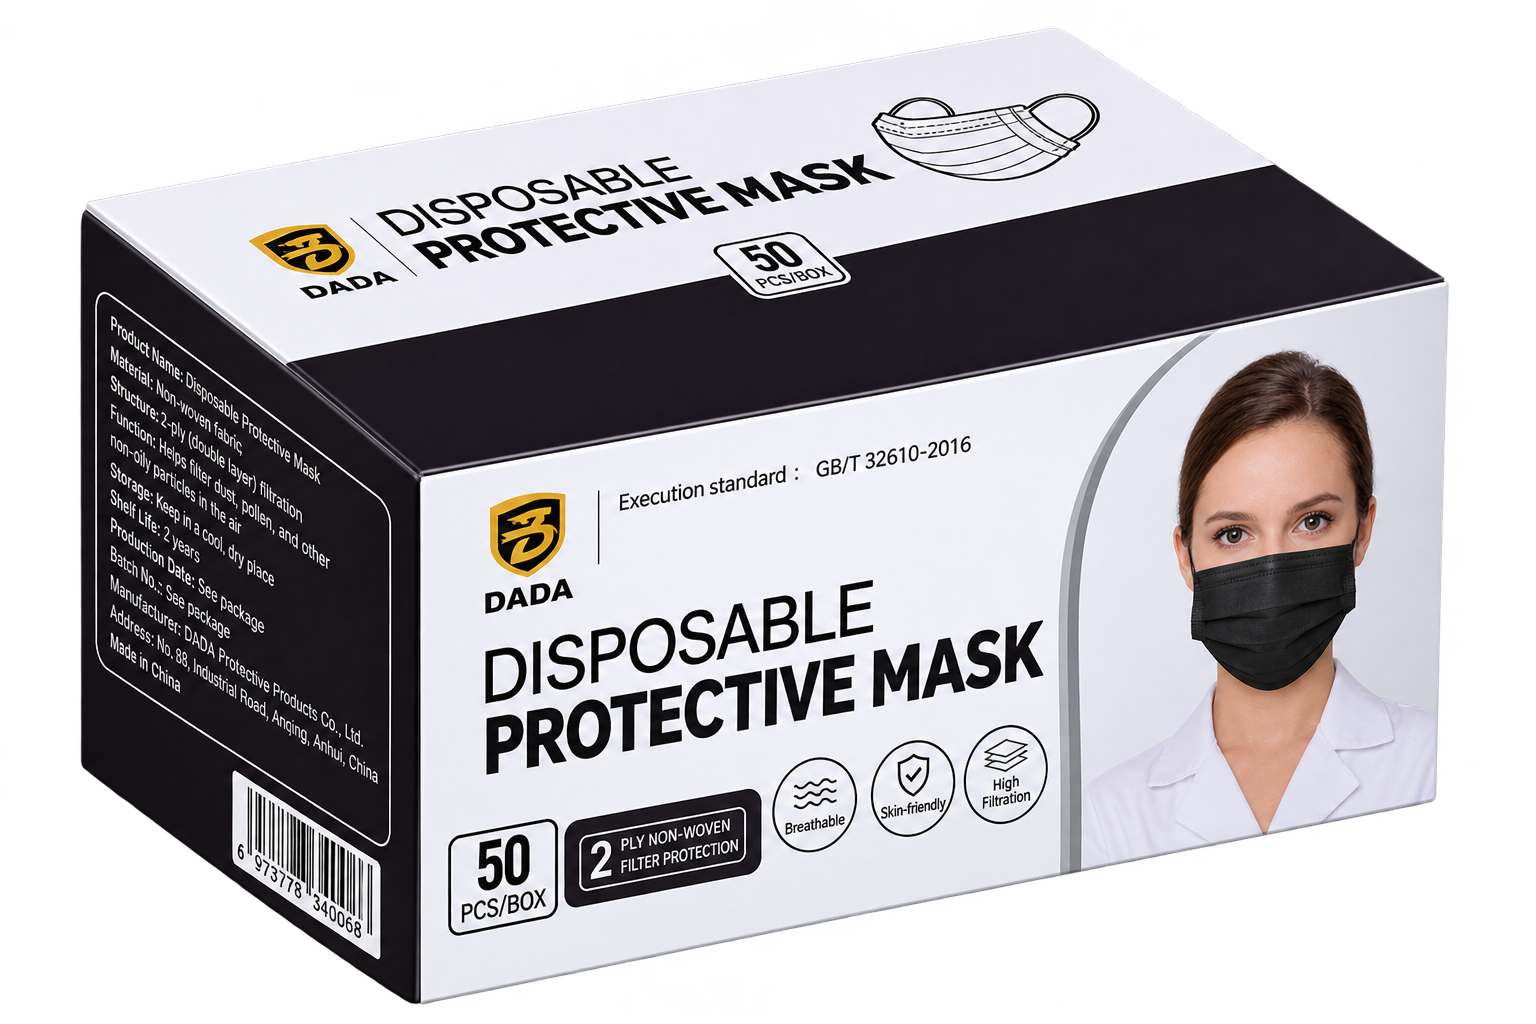 DADA
DISPOSABLE
PROTECTIVE MASK
50
PCS/BOX
Product Name: Disposable Protective Mask
Material: Non-woven fabric
Structure: 2-ply (double layer) filtration
Function: Helps filter dust, pollen, and other
non-oily particles in the air
Storage: Keep in a cool, dry place
Shelf Life: 2 years
Production Date: See package
Batch No.: See package
Manufacturer: DADA Protective Products Co., Ltd.
Address: No. 88, Industrial Road, Anqing, Anhui, China
Made in China
6 973778 340068
DADA
Execution standard： GB/T 32610-2016
DISPOSABLE
PROTECTIVE MASK
50
PCS/BOX
2
PLY NON-WOVEN
FILTER PROTECTION
Breathable
Skin-friendly
High
Filtration